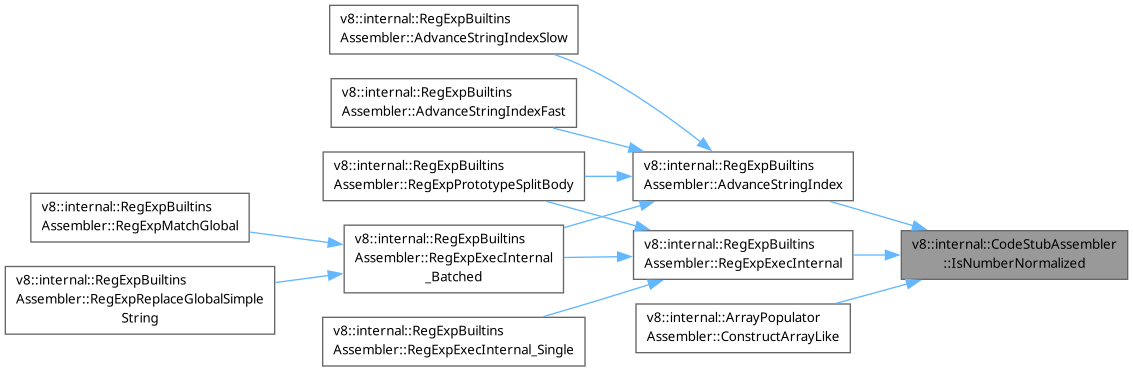 v8::internal::RegExpBuiltins
Assembler::AdvanceStringIndexSlow
v8::internal::RegExpBuiltins
Assembler::AdvanceStringIndexFast
v8::internal::RegExpBuiltins
Assembler::RegExpPrototypeSplitBody
v8::internal::RegExpBuiltins
Assembler::AdvanceStringIndex
v8::internal::RegExpBuiltins
Assembler::RegExpMatchGlobal
v8::internal::RegExpBuiltins
Assembler::RegExpExecInternal
_Batched
v8::internal::RegExpBuiltins
Assembler::RegExpExecInternal
v8::internal::CodeStubAssembler
::IsNumberNormalized
v8::internal::RegExpBuiltins
Assembler::RegExpReplaceGlobalSimple
String
v8::internal::RegExpBuiltins
Assembler::RegExpExecInternal_Single
v8::internal::ArrayPopulator
Assembler::ConstructArrayLike